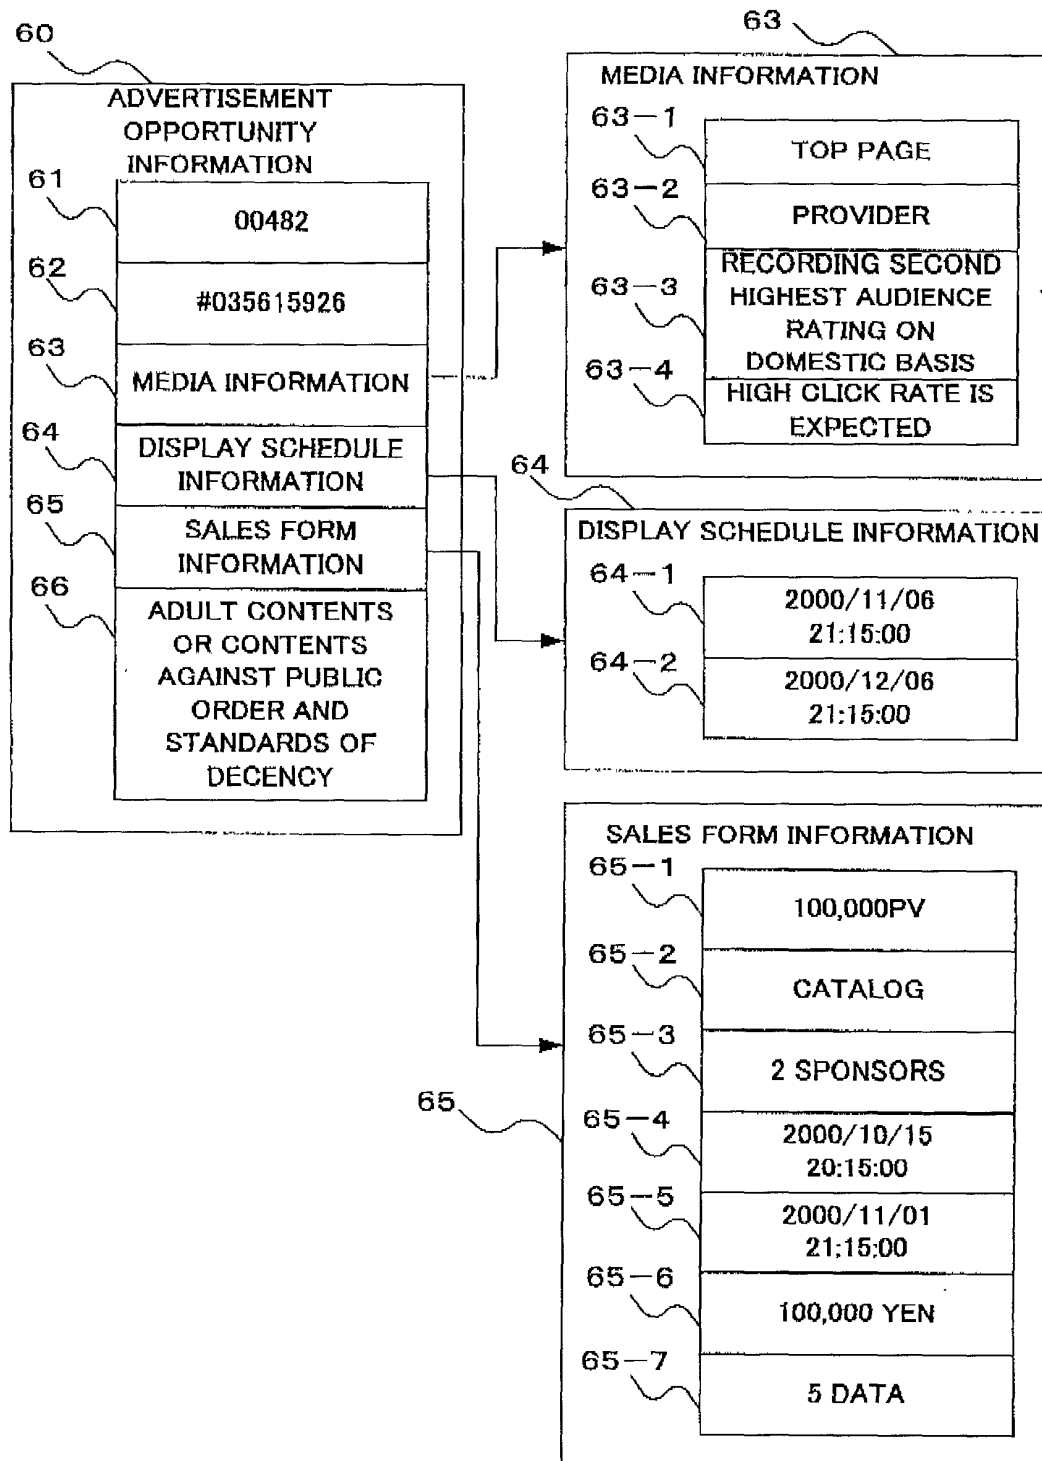 60
ADVERTISEMENT
OPPORTUNITY
INFORMATION
61
00482
62
#035615926
63
MEDIA INFORMATION
64
DISPLAY SCHEDULE
INFORMATION
65
SALES FORM
INFORMATION
66
ADULT CONTENTS
OR CONTENTS
AGAINST PUBLIC
ORDER AND
STANDARDS OF
DECENCY
63
MEDIA INFORMATION
63-1
TOP PAGE
63-2
PROVIDER
63-3
RECORDING SECOND
HIGHEST AUDIENCE
RATING ON
DOMESTIC BASIS
63-4
HIGH CLICK RATE IS
EXPECTED
64
DISPLAY SCHEDULE INFORMATION
64-1
2000/11/06
21:15:00
64-2
2000/12/06
21:15:00
65
SALES FORM INFORMATION
65-1
100,000PV
65-2
CATALOG
65-3
2 SPONSORS
65-4
2000/10/15
20:15:00
65-5
2000/11/01
21:15:00
65-6
100,000 YEN
65-7
5 DATA